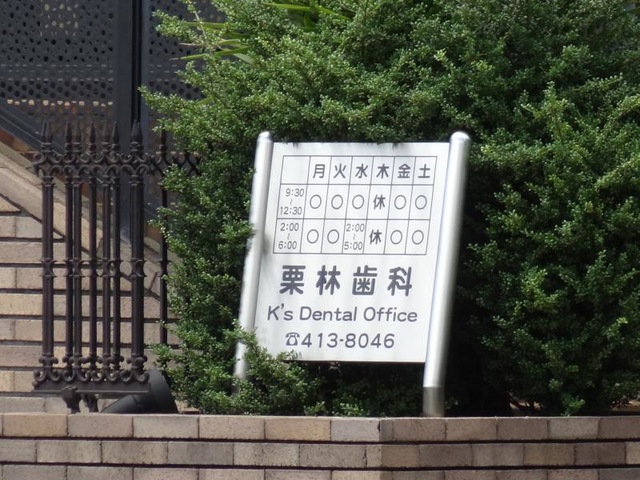 月 火 水 木 金 土
9:30
~
12:30
○ ○ ○ 休 ○ ○
2:00
~
6:00
○ ○
2:00
~
5:00
休 ○ ○
栗林歯科
K's Dental Office
☎413-8046